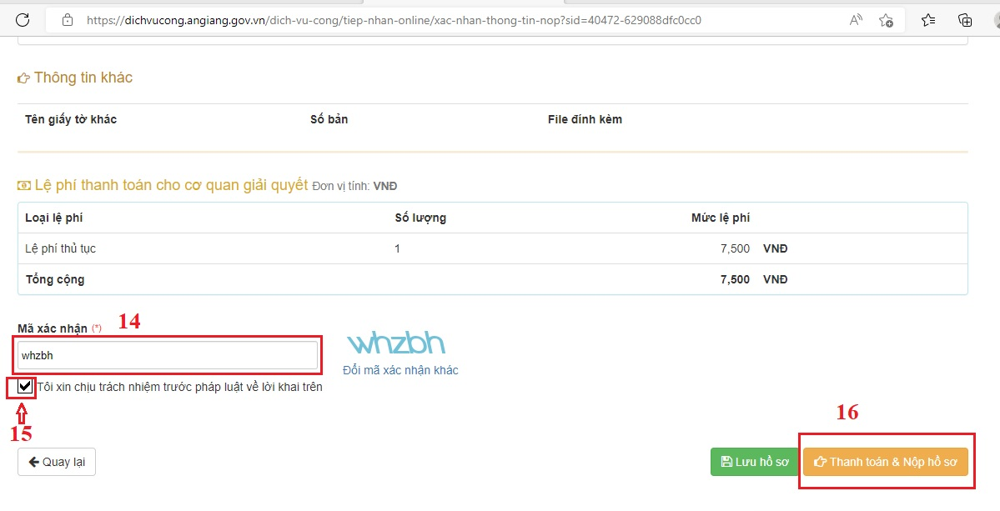 https://dichvucong.angiang.gov.vn/dich-vu-cong/tiep-nhan-online/xac-nhan-thong-tin-nop?sid=40472-629088dfc0cc0
Thông tin khác
Tên giấy tờ khác Số bản File đính kèm
Lệ phí thanh toán cho cơ quan giải quyết Đơn vị tính: VNĐ
Loại lệ phí Số lượng Mức lệ phí
Lệ phí thủ tục 1 7,500 VNĐ
Tổng cộng 7,500 VNĐ
Mã xác nhận (*) 14
whzbh whzbh
Đổi mã xác nhận khác
Tôi xin chịu trách nhiệm trước pháp luật về lời khai trên
15 16
Quay lại Lưu hồ sơ Thanh toán & Nộp hồ sơ